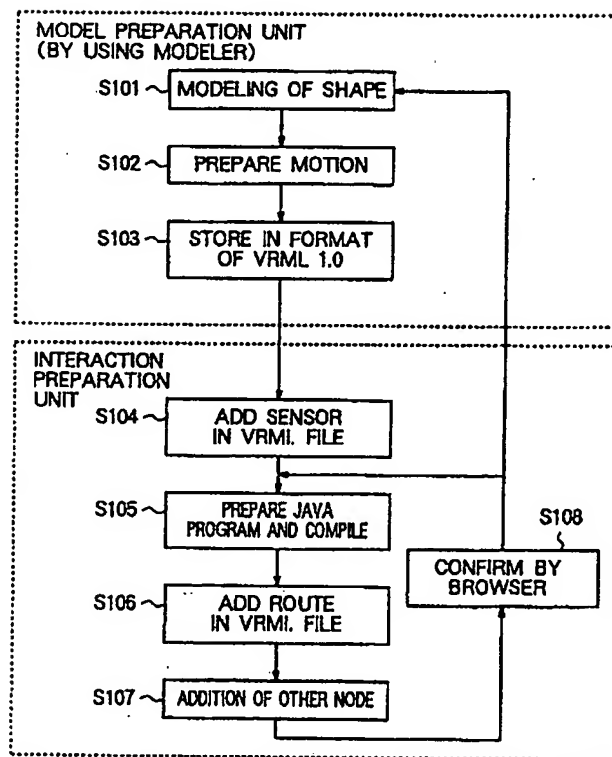 MODEL PREPARATION UNIT
(BY USING MODELER)
S101
MODELING OF SHAPE
S102
PREPARE MOTION
S103
STORE IN FORMAT
OF VRML 1.0
INTERACTION
PREPARATION
UNIT
S104
ADD SENSOR
IN VRML FILE
S105
PREPARE JAVA
PROGRAM AND COMPILE
S108
CONFIRM BY
BROWSER
S106
ADD ROUTE
IN VRML FILE
S107
ADDITION OF OTHER NODE